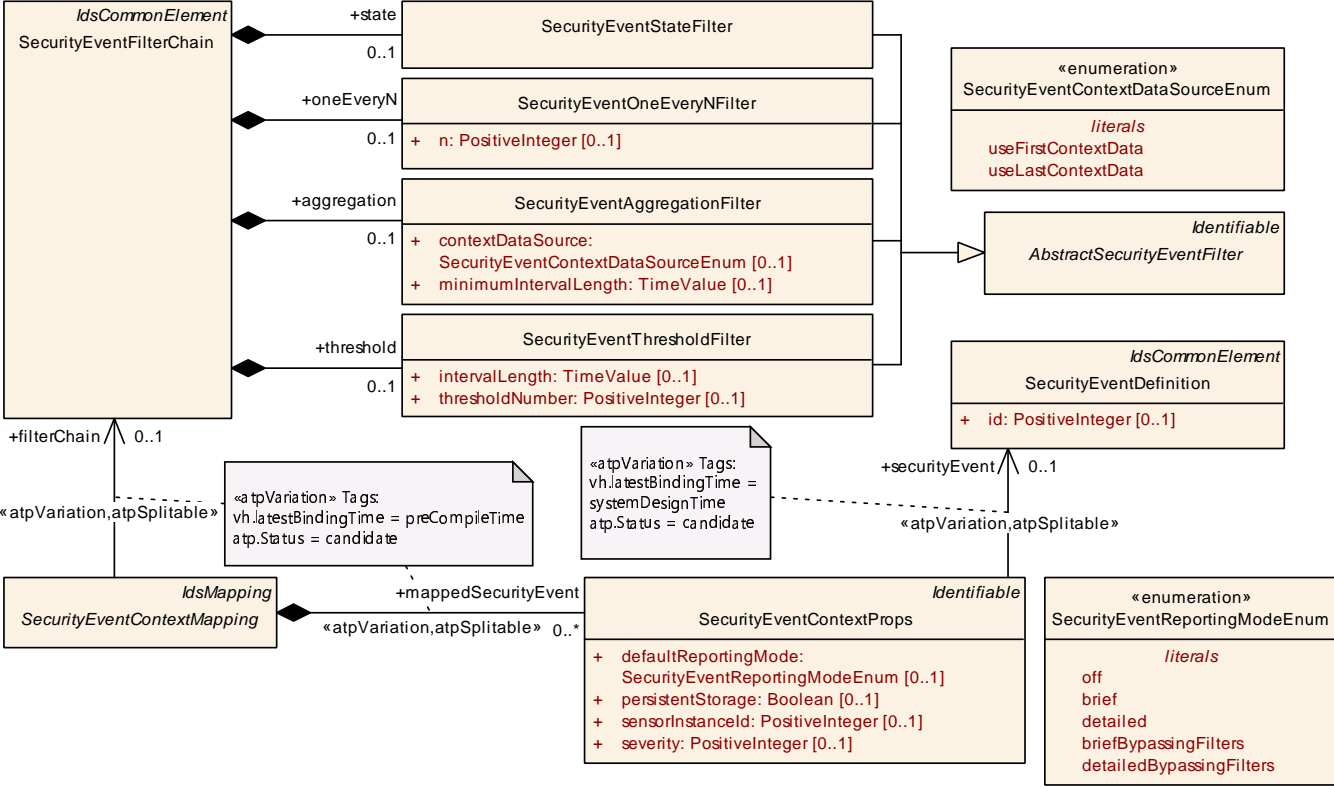 IdsCommonElement
SecurityEventFilterChain
+state
0..1
SecurityEventStateFilter
+oneEveryN
0..1
SecurityEventOneEveryNFilter
+ n: PositiveInteger [0..1]
+aggregation
0..1
SecurityEventAggregationFilter
+ contextDataSource:
SecurityEventContextDataSourceEnum [0..1]
+ minimumIntervalLength: TimeValue [0..1]
+threshold
0..1
SecurityEventThresholdFilter
+ intervalLength: TimeValue [0..1]
+ thresholdNumber: PositiveInteger [0..1]
«enumeration»
SecurityEventContextDataSourceEnum
literals
useFirstContextData
useLastContextData
Identifiable
AbstractSecurityEventFilter
IdsCommonElement
SecurityEventDefinition
+ id: PositiveInteger [0..1]
+filterChain 0..1
«atpVariation,atpSplitable»
«atpVariation» Tags:
vh.latestBindingTime = preCompileTime
atp.Status = candidate
«atpVariation» Tags:
vh.latestBindingTime =
systemDesignTime
atp.Status = candidate
+securityEvent 0..1
«atpVariation,atpSplitable»
IdsMapping
SecurityEventContextMapping
+mappedSecurityEvent
«atpVariation,atpSplitable» 0..*
Identifiable
SecurityEventContextProps
+ defaultReportingMode:
SecurityEventReportingModeEnum [0..1]
+ persistentStorage: Boolean [0..1]
+ sensorInstanceId: PositiveInteger [0..1]
+ severity: PositiveInteger [0..1]
«enumeration»
SecurityEventReportingModeEnum
literals
off
brief
detailed
briefBypassingFilters
detailedBypassingFilters